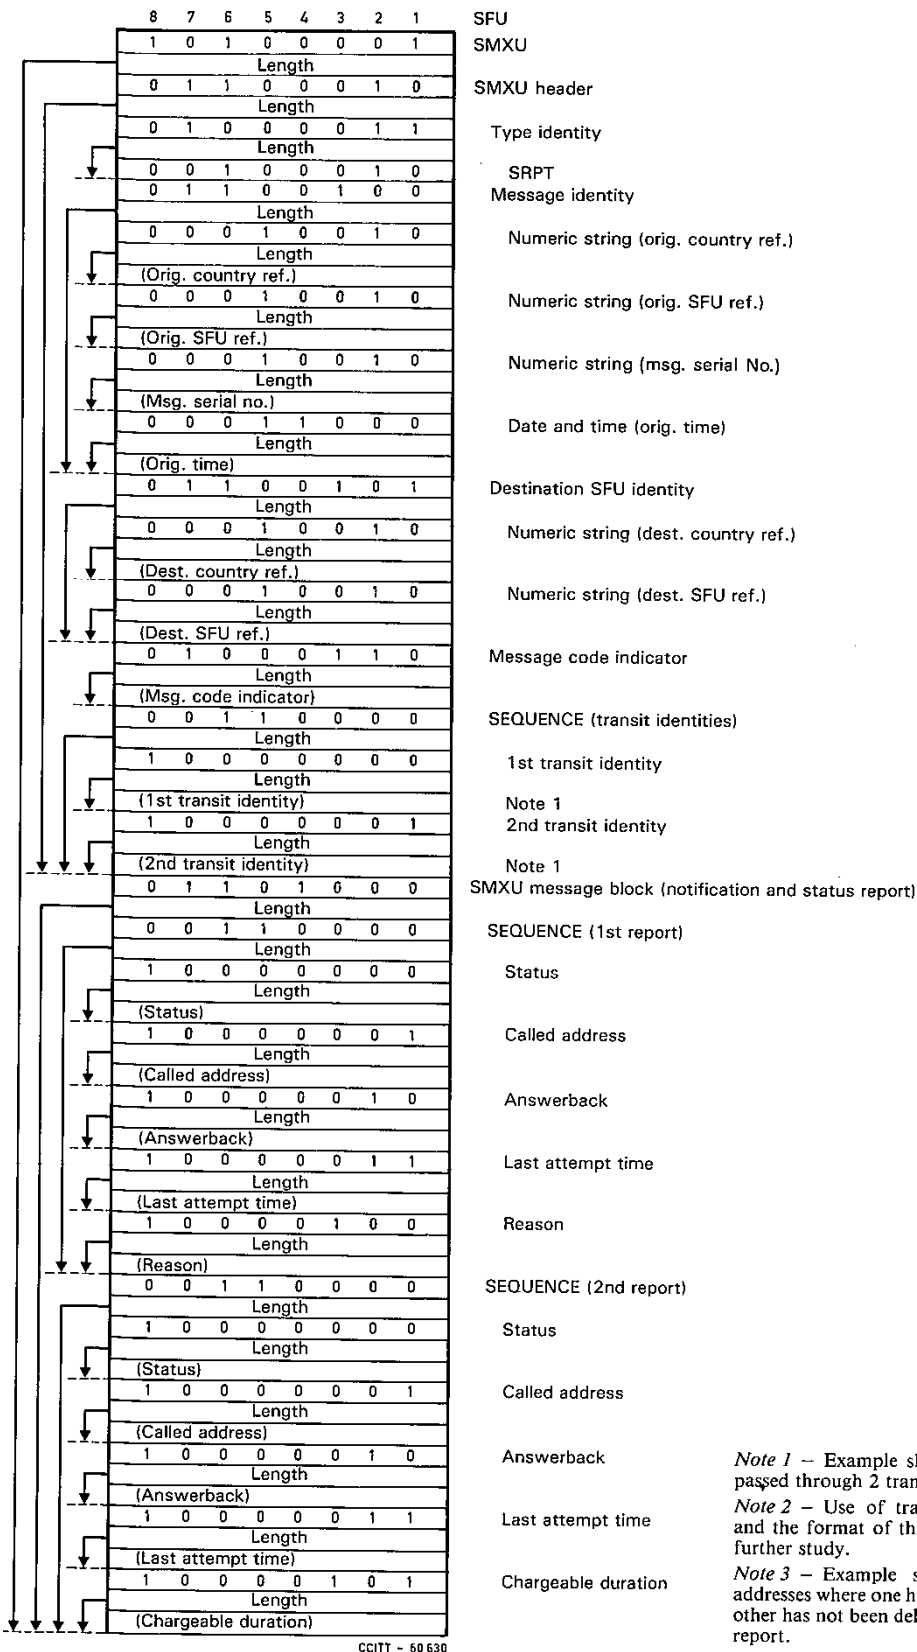 8 7 6 5 4 3 2 1 SFU
1 0 1 0 0 0 0 1 SMXU
Length
0 1 1 0 0 0 1 0 SMXU header
Length
0 1 0 0 0 0 1 1 Type identity
Length
0 0 1 0 0 0 1 0 SRPT
0 1 1 0 0 1 0 0 Message identity
Length
0 0 0 1 0 0 1 0 Numeric string (orig. country ref.)
Length
(Orig. country ref.)
0 0 0 1 0 0 1 0 Numeric string (orig. SFU ref.)
Length
(Orig. SFU ref.)
0 0 0 1 0 0 1 0 Numeric string (msg. serial No.)
Length
(Msg. serial no.)
0 0 0 1 1 0 0 0 Date and time (orig. time)
Length
(Orig. time)
0 1 1 0 0 1 0 1 Destination SFU identity
Length
0 0 0 1 0 0 1 0 Numeric string (dest. country ref.)
Length
(Dest. country ref.)
0 0 0 1 0 0 1 0 Numeric string (dest. SFU ref.)
Length
(Dest. SFU ref.)
0 1 0 0 0 1 1 0 Message code indicator
Length
(Msg. code indicator)
0 0 1 1 0 0 0 0 SEQUENCE (transit identities)
Length
1 0 0 0 0 0 0 0 1st transit identity
Length
(1st transit identity) Note 1
1 0 0 0 0 0 0 1 2nd transit identity
Length
(2nd transit identity) Note 1
0 1 1 0 1 0 0 0 SMXU message block (notification and status report)
Length
0 0 1 1 0 0 0 0 SEQUENCE (1st report)
Length
1 0 0 0 0 0 0 0 Status
Length
(Status)
1 0 0 0 0 0 0 1 Called address
Length
(Called address)
1 0 0 0 0 0 1 0 Answerback
Length
(Answerback)
1 0 0 0 0 0 1 1 Last attempt time
Length
(Last attempt time)
1 0 0 0 0 1 0 0 Reason
Length
(Reason)
0 0 1 1 0 0 0 0 SEQUENCE (2nd report)
Length
1 0 0 0 0 0 0 0 Status
Length
(Status)
1 0 0 0 0 0 0 1 Called address
Length
(Called address)
1 0 0 0 0 0 1 0 Answerback
Length
(Answerback)
1 0 0 0 0 0 1 1 Last attempt time
Length
(Last attempt time)
1 0 0 0 0 1 0 1 Chargeable duration
Length
(Chargeable duration)
CCITT - 60 630
Note 1 – Example
passed through 2
Note 2 – Use of
and the format of
further study.
Note 3 – Example
addresses where one
other has not been
report.